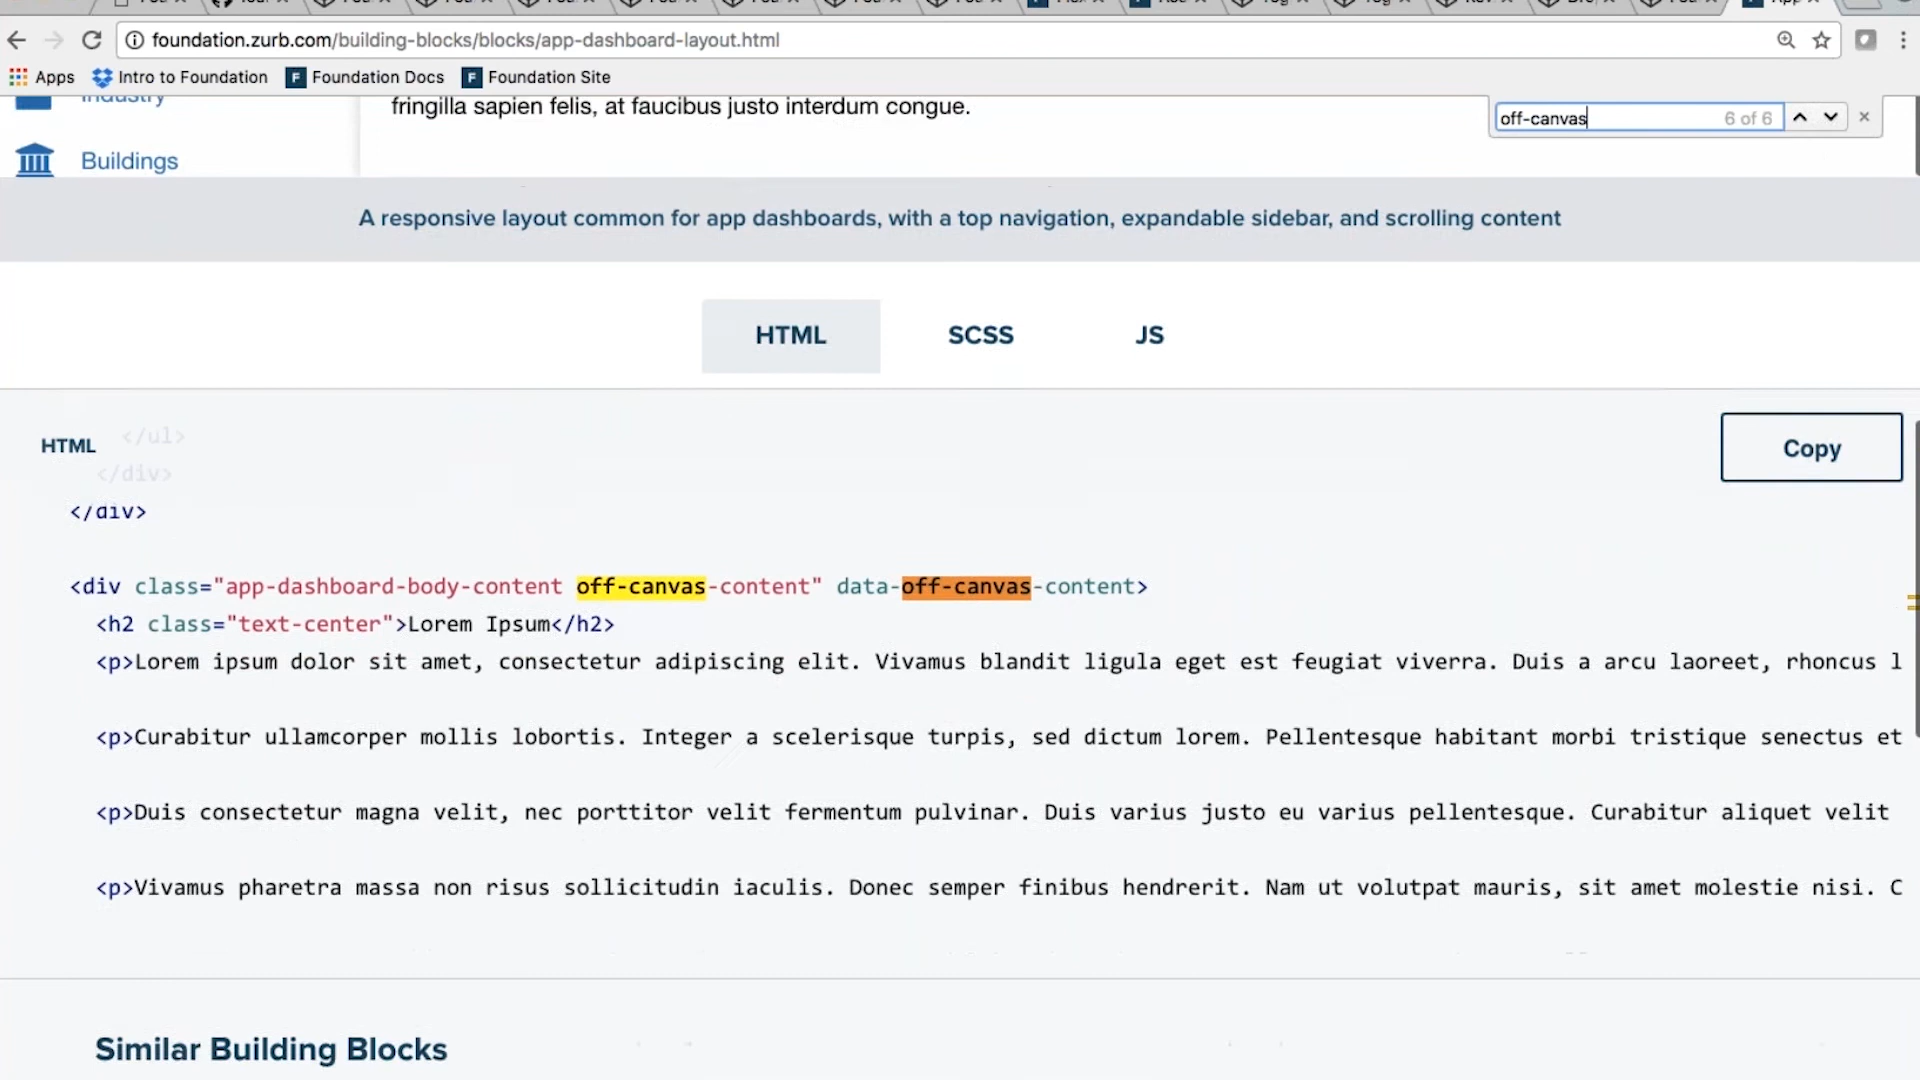 foundation.zurb.com/building-blocks/blocks/app-dashboard-layout.html
Apps Intro to Foundation Foundation Docs Foundation Site
Industry
fringilla sapien felis, at faucibus justo interdum congue.
off-canvas 6 of 6
Buildings
A responsive layout common for app dashboards, with a top navigation, expandable sidebar, and scrolling content
HTML SCSS JS
</ul>
HTML
Copy
</div>
</div>
<div class="app-dashboard-body-content off-canvas-content" data-off-canvas-content>
<h2 class="text-center">Lorem Ipsum</h2>
<p>Lorem ipsum dolor sit amet, consectetur adipiscing elit. Vivamus blandit ligula eget est feugiat viverra. Duis a arcu laoreet, rhoncus l
<p>Curabitur ullamcorper mollis lobortis. Integer a scelerisque turpis, sed dictum lorem. Pellentesque habitant morbi tristique senectus et
<p>Duis consectetur magna velit, nec porttitor velit fermentum pulvinar. Duis varius justo eu varius pellentesque. Curabitur aliquet velit
<p>Vivamus pharetra massa non risus sollicitudin iaculis. Donec semper finibus hendrerit. Nam ut volutpat mauris, sit amet molestie nisi. C
Similar Building Blocks